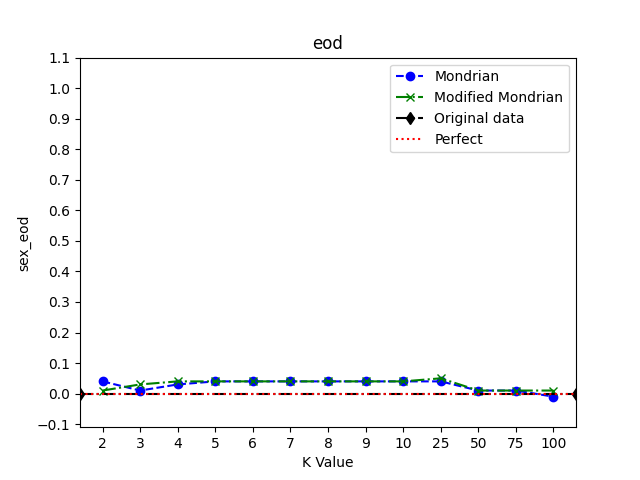 eod
Mondrian
Modified Mondrian
Original data
Perfect
1.1
1.0
0.9
0.8
0.7
0.6
0.5
0.4
0.3
0.2
0.1
0.0
−0.1
sex_eod
2 3 4 5 6 7 8 9 10 25 50 75 100
K Value